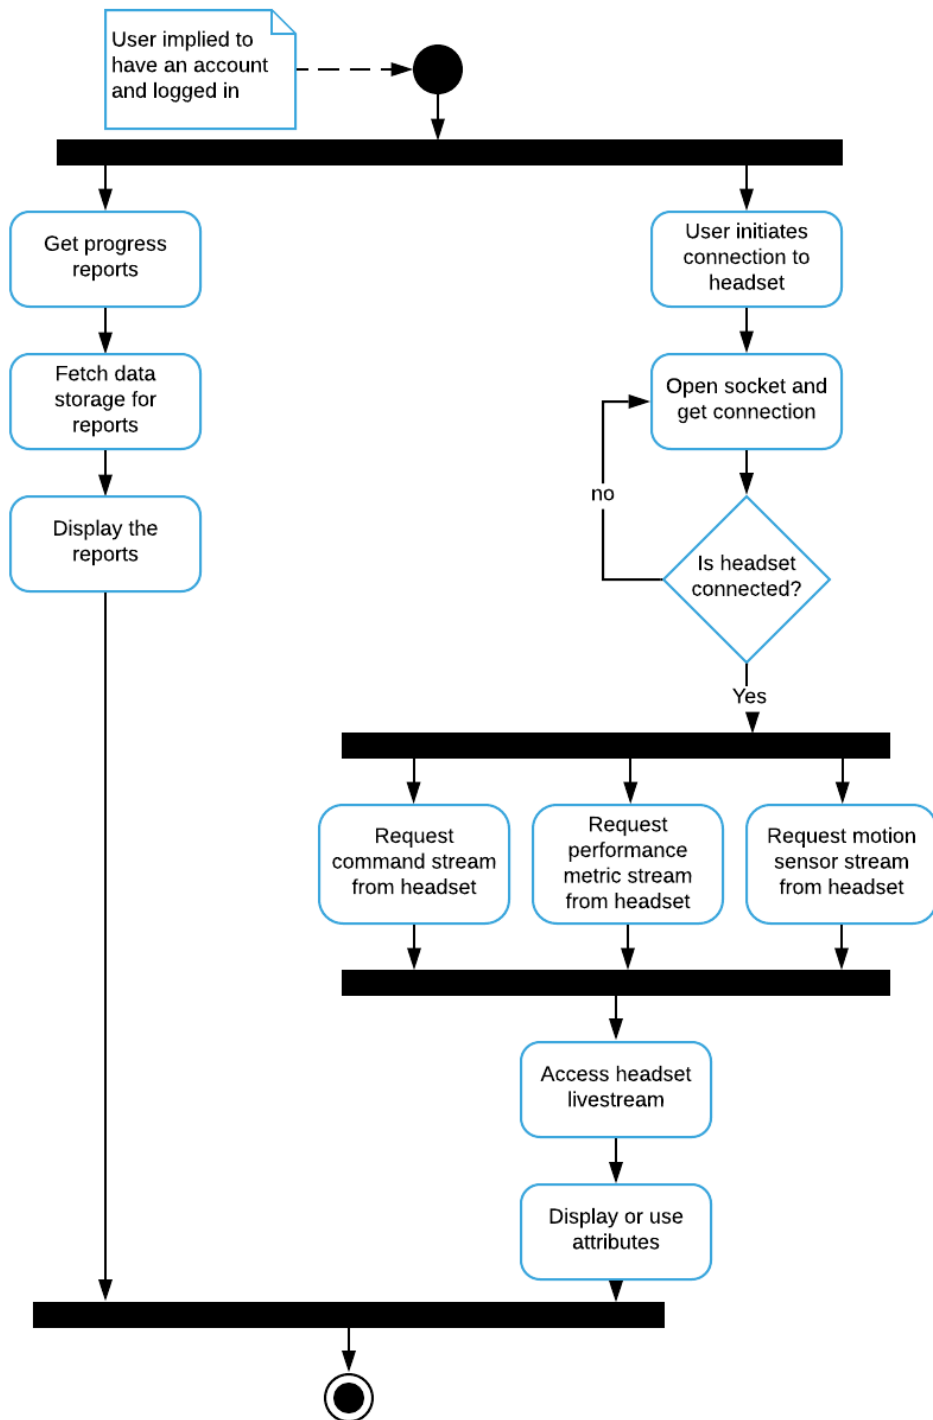 User implied to
have an account
and logged in
Get progress
reports
User initiates
connection to
headset
Fetch data
storage for
reports
Open socket and
get connection
no
Display the
reports
Is headset
connected?
Yes
Request
command stream
from headset
Request
performance
metric stream
from headset
Request motion
sensor stream
from headset
Access headset
livestream
Display or use
attributes